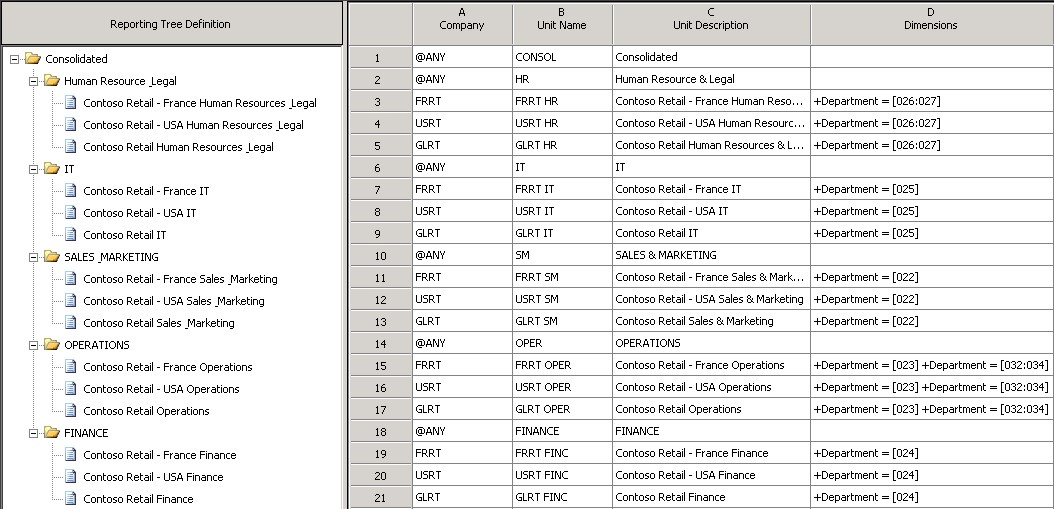 Reporting Tree Definition
Consolidated
Human Resource _Legal
Contoso Retail - France Human Resources _Legal
Contoso Retail - USA Human Resources _Legal
Contoso Retail Human Resources _Legal
IT
Contoso Retail - France IT
Contoso Retail - USA IT
Contoso Retail IT
SALES _MARKETING
Contoso Retail - France Sales _Marketing
Contoso Retail - USA Sales _Marketing
Contoso Retail Sales _Marketing
OPERATIONS
Contoso Retail - France Operations
Contoso Retail - USA Operations
Contoso Retail Operations
FINANCE
Contoso Retail - France Finance
Contoso Retail - USA Finance
Contoso Retail Finance
A B C D
Company Unit Name Unit Description Dimensions
1 @ANY CONSOL Consolidated
2 @ANY HR Human Resource & Legal
3 FRRT FRRT HR Contoso Retail - France Human Reso... +Department = [026:027]
4 USRT USRT HR Contoso Retail - USA Human Resourc... +Department = [026:027]
5 GLRT GLRT HR Contoso Retail Human Resources & L... +Department = [026:027]
6 @ANY IT IT
7 FRRT FRRT IT Contoso Retail - France IT +Department = [025]
8 USRT USRT IT Contoso Retail - USA IT +Department = [025]
9 GLRT GLRT IT Contoso Retail IT +Department = [025]
10 @ANY SM SALES & MARKETING
11 FRRT FRRT SM Contoso Retail - France Sales & Mark... +Department = [022]
12 USRT USRT SM Contoso Retail - USA Sales & Marketing +Department = [022]
13 GLRT GLRT SM Contoso Retail Sales & Marketing +Department = [022]
14 @ANY OPER OPERATIONS
15 FRRT FRRT OPER Contoso Retail - France Operations +Department = [023] +Department = [032:034]
16 USRT USRT OPER Contoso Retail - USA Operations +Department = [023] +Department = [032:034]
17 GLRT GLRT OPER Contoso Retail Operations +Department = [023] +Department = [032:034]
18 @ANY FINANCE FINANCE
19 FRRT FRRT FINC Contoso Retail - France Finance +Department = [024]
20 USRT USRT FINC Contoso Retail - USA Finance +Department = [024]
21 GLRT GLRT FINC Contoso Retail Finance +Department = [024]